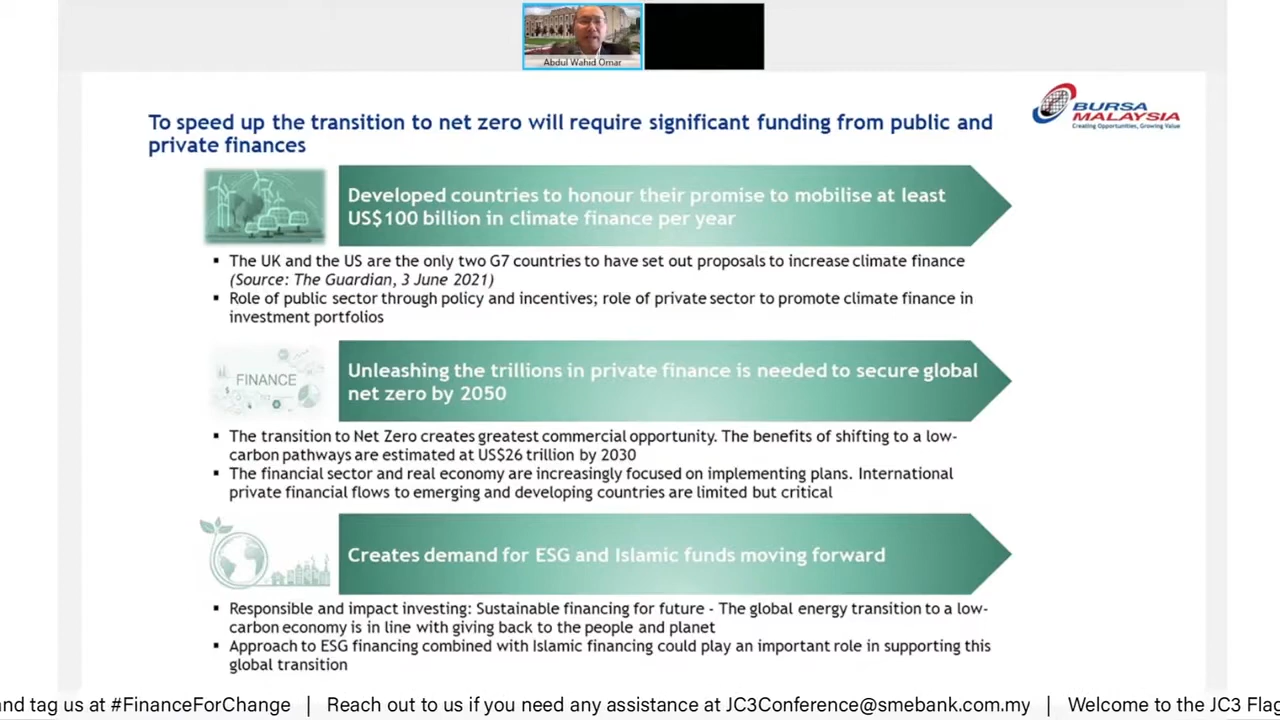 Abdul Wahid Omar
BURSA
MALAYSIA
Creating Opportunities, Growing Value
To speed up the transition to net zero will require significant funding from public and
private finances
Developed countries to honour their promise to mobilise at least
US$100 billion in climate finance per year
▪ The UK and the US are the only two G7 countries to have set out proposals to increase climate finance
(Source: The Guardian, 3 June 2021)
▪ Role of public sector through policy and incentives; role of private sector to promote climate finance in
investment portfolios
FINANCE
Unleashing the trillions in private finance is needed to secure global
net zero by 2050
▪ The transition to Net Zero creates greatest commercial opportunity. The benefits of shifting to a low-
carbon pathways are estimated at US$26 trillion by 2030
▪ The financial sector and real economy are increasingly focused on implementing plans. International
private financial flows to emerging and developing countries are limited but critical
Creates demand for ESG and Islamic funds moving forward
▪ Responsible and impact investing: Sustainable financing for future - The global energy transition to a low-
carbon economy is in line with giving back to the people and planet
▪ Approach to ESG financing combined with Islamic financing could play an important role in supporting this
global transition
and tag us at #FinanceForChange | Reach out to us if you need any assistance at JC3Conference@smebank.com.my | Welcome to the JC3 Flag